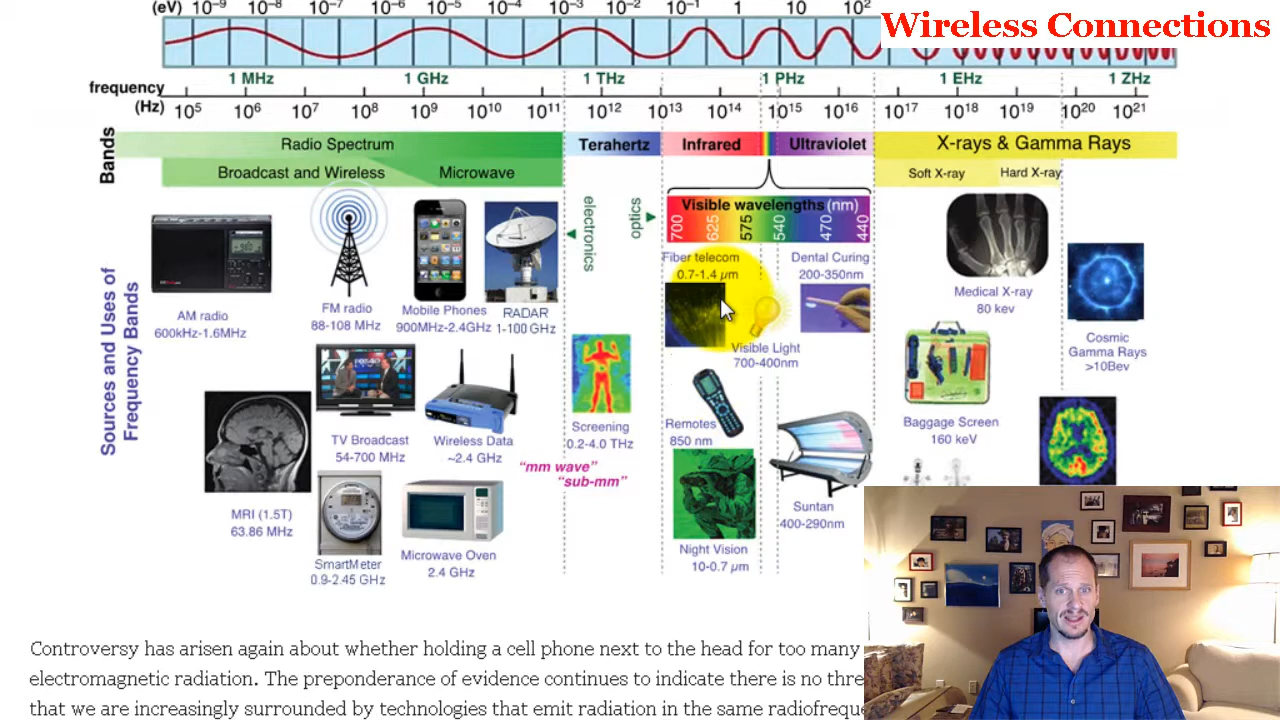 Wireless Connections
(eV) 10⁻⁹ 10⁻⁸ 10⁻⁷ 10⁻⁶ 10⁻⁵ 10⁻⁴ 10⁻³ 10⁻² 10⁻¹ 1 10 10²
1 MHz 1 GHz 1 THz 1 PHz 1 EHz 1 ZHz
frequency
(Hz) 10⁵ 10⁶ 10⁷ 10⁸ 10⁹ 10¹⁰ 10¹¹ 10¹² 10¹³ 10¹⁴ 10¹⁵ 10¹⁶ 10¹⁷ 10¹⁸ 10¹⁹ 10²⁰ 10²¹
Bands
Radio Spectrum Terahertz Infrared Ultraviolet X-rays & Gamma Rays
Broadcast and Wireless Microwave Soft X-ray Hard X-ray
Visible wavelengths (nm)
700 625 575 540 470 440
electronics
optics
Sources and Uses of
Frequency Bands
AM radio
600kHz-1.6MHz
FM radio
88-108 MHz
Mobile Phones
900MHz-2.4GHz
RADAR
1-100 GHz
Fiber telecom
0.7-1.4 µm
Dental Curing
200-350nm
Medical X-ray
80 kev
Visible Light
700-400nm
Cosmic
Gamma Rays
>10Bev
TV Broadcast
54-700 MHz
Wireless Data
~2.4 GHz
Screening
0.2-4.0 THz
"mm wave"
"sub-mm"
Remotes
850 nm
Baggage Screen
160 keV
MRI (1.5T)
63.86 MHz
SmartMeter
0.9-2.45 GHz
Microwave Oven
2.4 GHz
Night Vision
10-0.7 µm
Suntan
400-290nm
Controversy has arisen again about whether holding a cell phone next to the head for too many
electromagnetic radiation. The preponderance of evidence continues to indicate there is no
that we are increasingly surrounded by technologies that emit radiation in the same